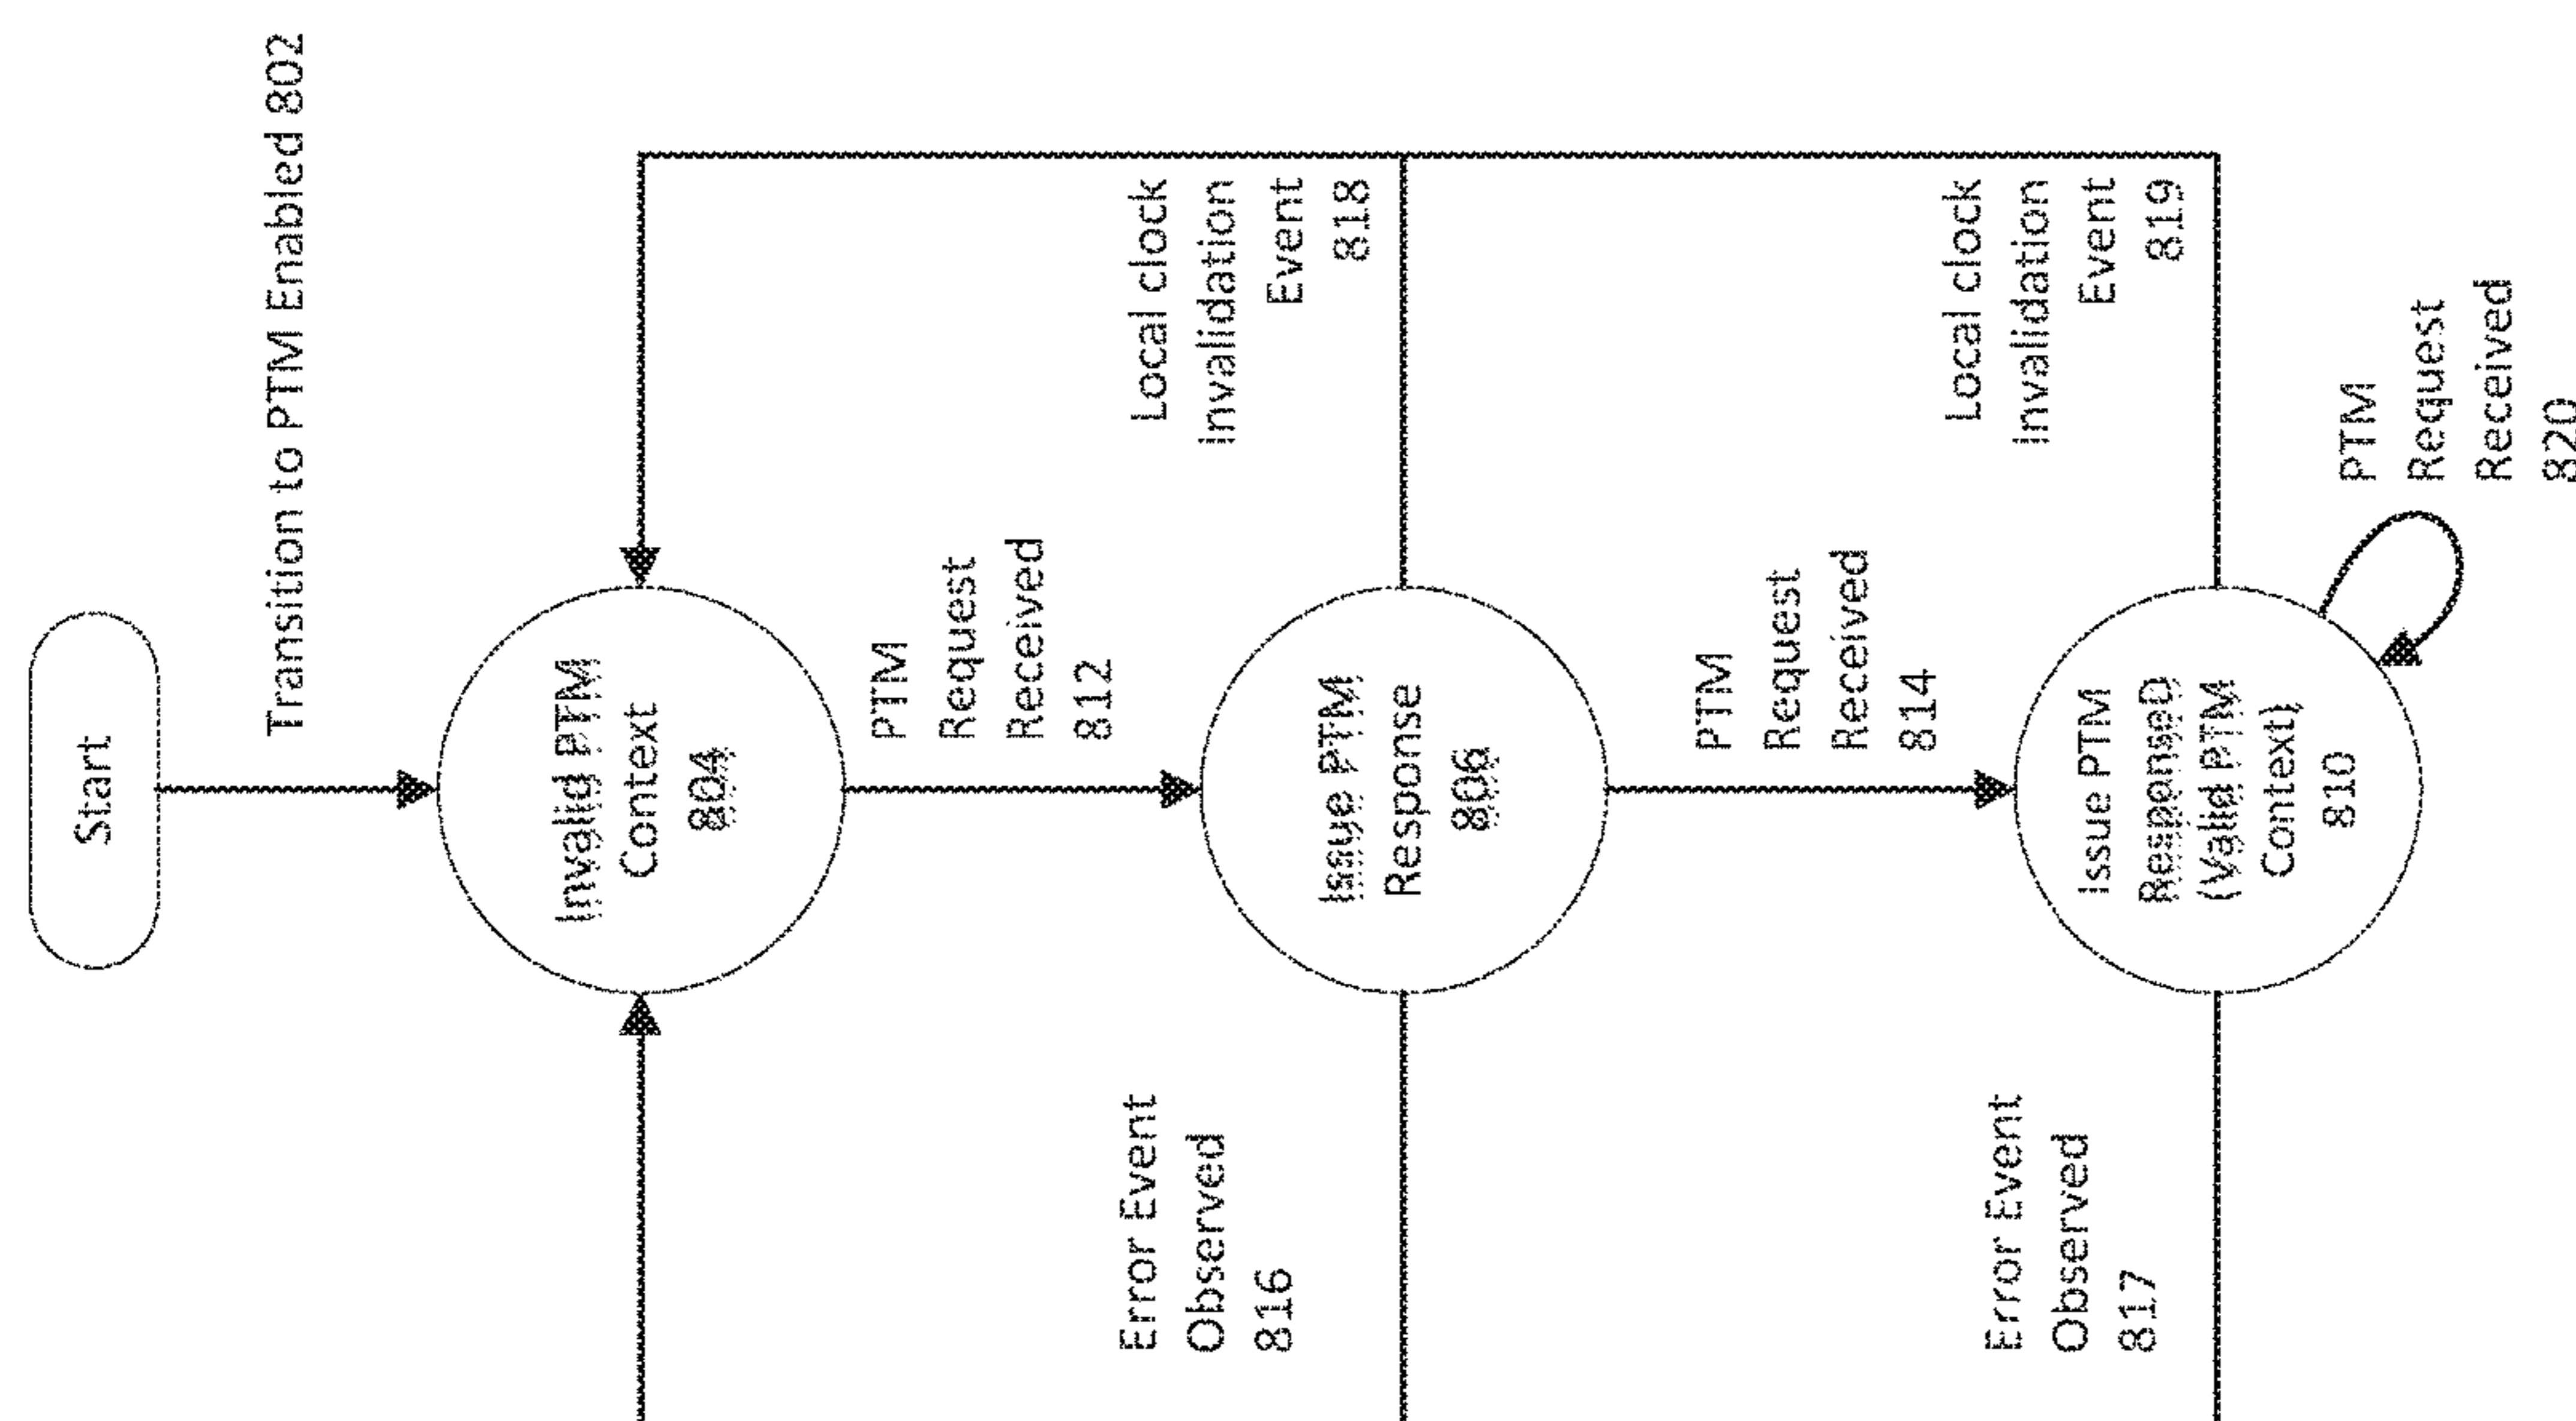 Start
Transition to PTM Enabled 802
Invalid PTM
Context
804
PTM
Request
Received
812
Local clock
Invalidation
Event
818
Error Event
Observed
816
Issue PTM
Response
806
PTM
Request
Received
814
Local clock
Invalidation
Event
819
Error Event
Observed
817
Issue PTM
ResponseD
(Valid PTM
Context)
810
PTM
Request
Received
820